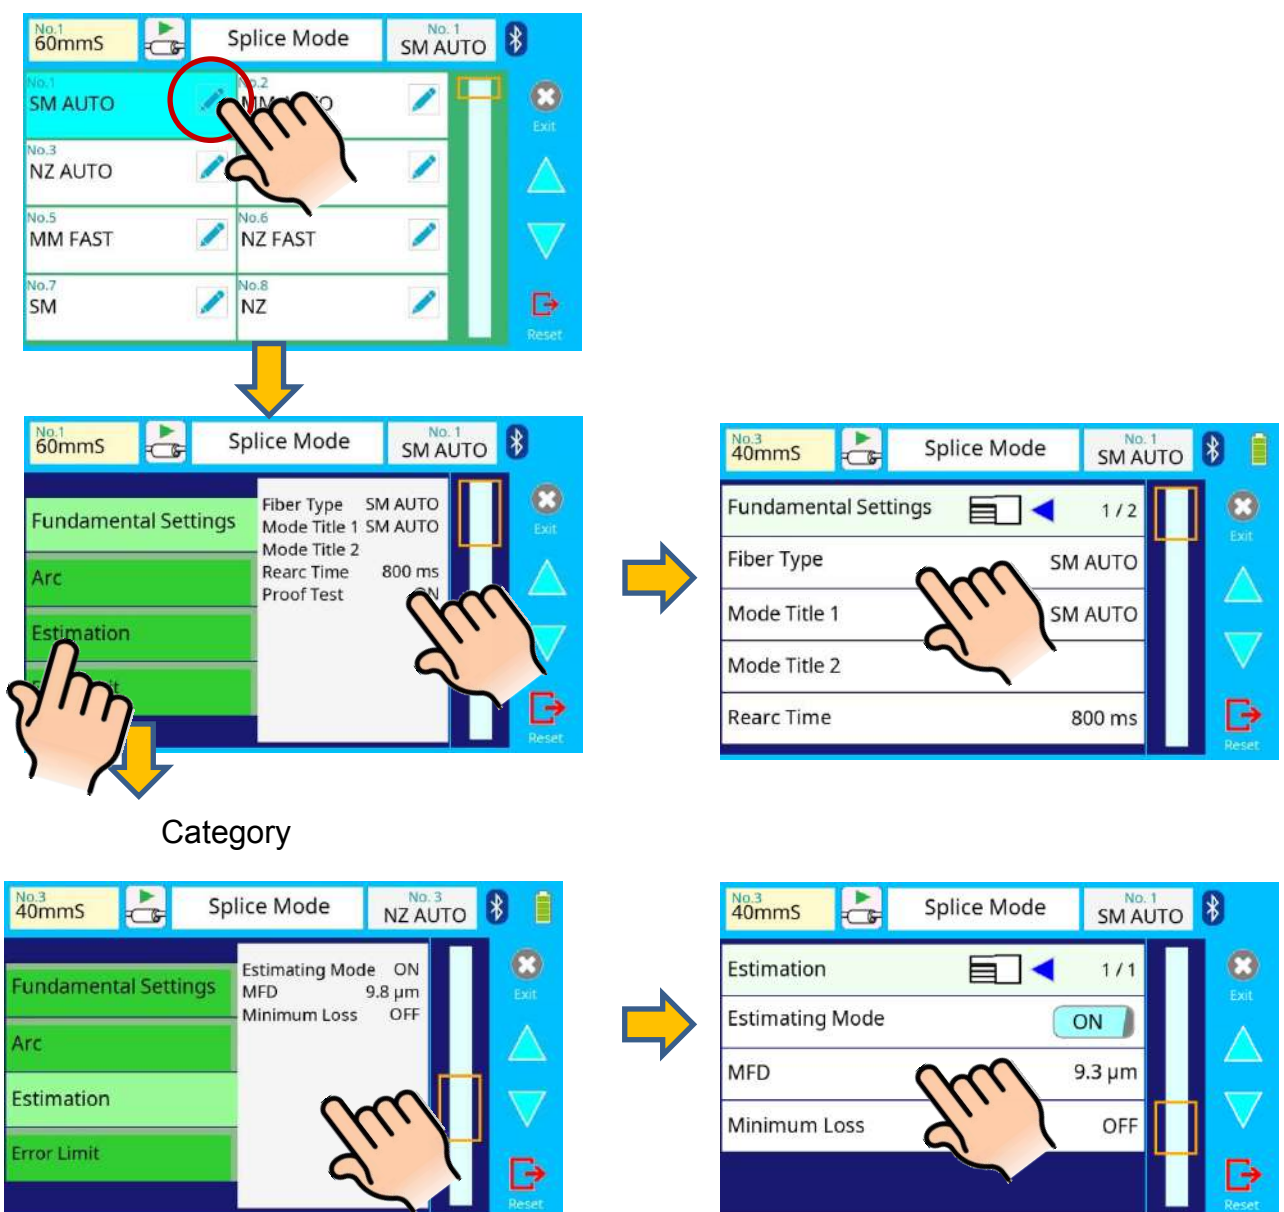 No.1
60mmS
Splice Mode
No. 1
SM AUTO
No.1
SM AUTO
No.2
Exit
No.3
NZ AUTO
No.5
MM FAST
No.6
NZ FAST
No.7
SM
No.8
NZ
Reset
No.1
60mmS
Splice Mode
No. 1
SM AUTO
Fundamental Settings
Arc
Estimation
Fiber Type SM AUTO
Mode Title 1 SM AUTO
Mode Title 2
Rearc Time 800 ms
Proof Test ON
Exit
Reset
No.3
40mmS
Splice Mode
No. 1
SM AUTO
Fundamental Settings 1 / 2
Fiber Type SM AUTO
Mode Title 1 SM AUTO
Mode Title 2
Rearc Time 800 ms
Exit
Reset
Category
No.3
40mmS
Splice Mode
No. 3
NZ AUTO
Fundamental Settings
Arc
Estimation
Error Limit
Estimating Mode ON
MFD 9.8 µm
Minimum Loss OFF
Exit
Reset
No.3
40mmS
Splice Mode
No. 1
SM AUTO
Estimation 1 / 1
Estimating Mode ON
MFD 9.3 µm
Minimum Loss OFF
Exit
Reset